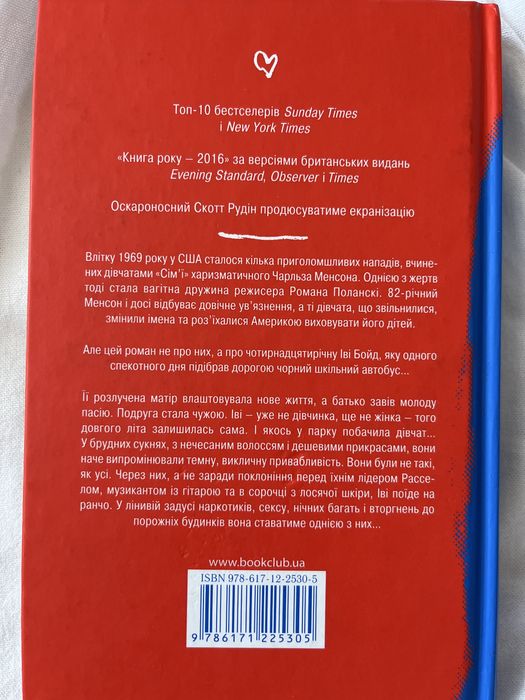 Топ-10 бестселерів Sunday Times
і New York Times
«Книга року – 2016» за версіями британських видань
Evening Standard, Observer і Times
Оскароносний Скотт Рудін продюсуватиме екранізацію
Влітку 1969 року у США сталося кілька приголомшливих нападів, вчине-
них дівчатами «Сім’ї» харизматичного Чарльза Менсона. Однією з жертв
тоді стала вагітна дружина режисера Романа Поланскі. 82-річний
Менсон і досі відбуває довічне ув’язнення, а ті дівчата, що звільнилися,
змінили імена та роз’їхалися Америкою виховувати його дітей.
Але цей роман не про них, а про чотирнадцятирічну Іві Бойд, яку одного
спекотного дня підібрав дорогою чорний шкільний автобус...
Її розлучена матір влаштовувала нове життя, а батько завів молоду
пасію. Подруга стала чужою. Іві – уже не дівчинка, ще не жінка – того
довгого літа залишилась сама. І якось у парку побачила дівчат...
У брудних сукнях, з нечесаним волоссям і дешевими прикрасами, вони
наче випромінювали темну, викличну привабливість. Вони були не такі,
як усі. Через них, а не заради поклоніння перед їхнім лідером Рассе-
лом, музикантом із гітарою та в сорочці з лосячої шкіри, Іві поїде на
ранчо. У лінивій задусі наркотиків, сексу, нічних багать і вторгнень до
порожніх будинків вона ставатиме однією з них...
www.bookclub.ua
ISBN 978-617-12-2530-5
9 786171 225305